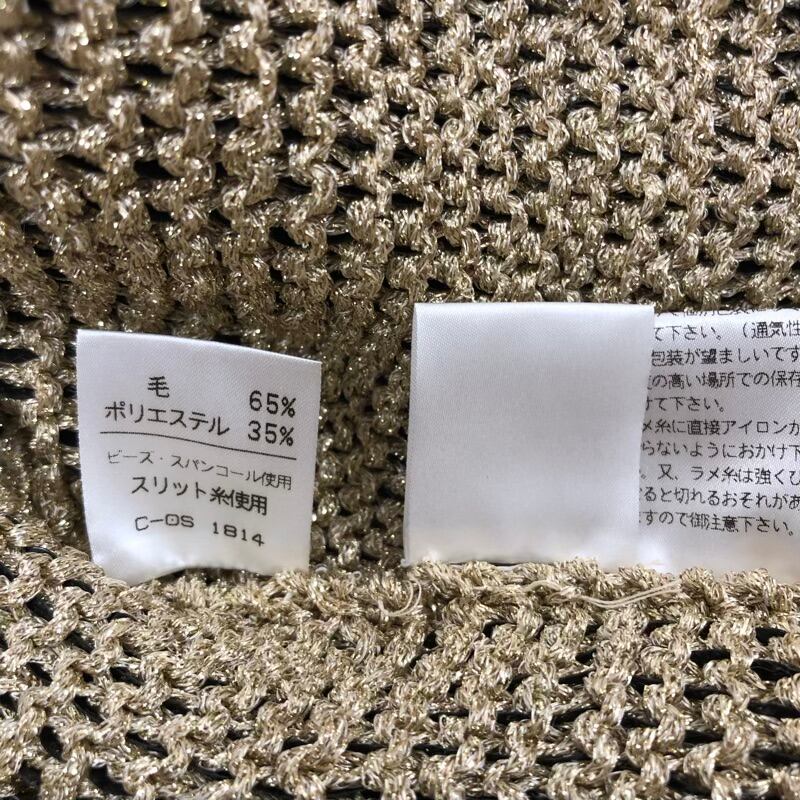 毛 65%
ポリエステル 35%
ビーズ・スパンコール使用
スリット糸使用
C-OS 1814
て下さい。(通気性
包装が望ましいです
の高い場所での保存
けて下さい。
メ糸に直接アイロンが
らないようにおかけ下
。又、ラメ糸は強くひ
ると切れるおそれがあ
ますので御注意下さい。